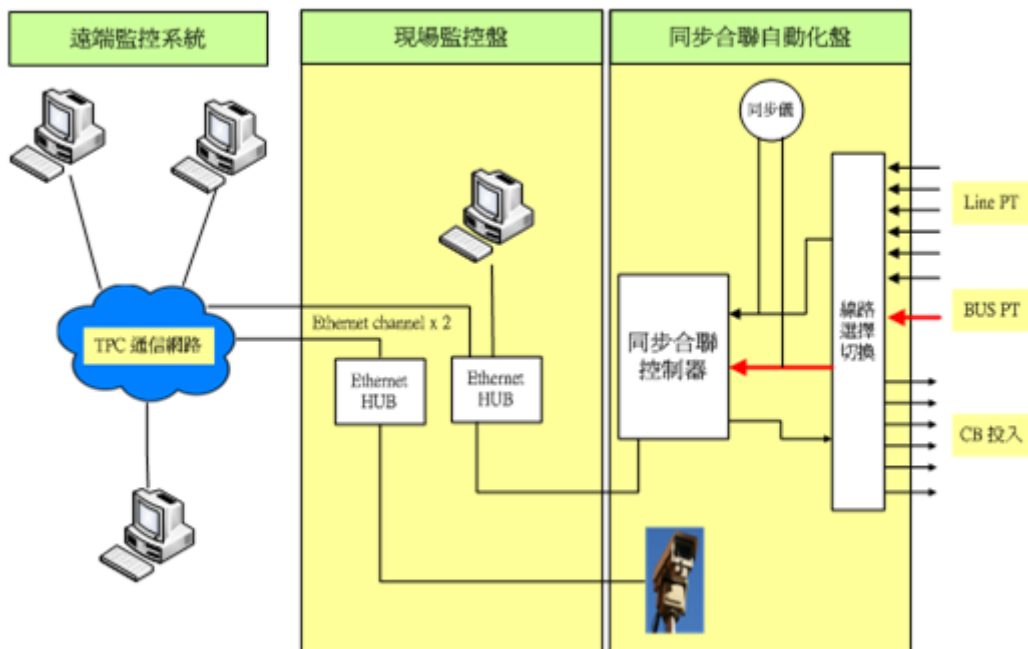 遠端監控系統
現場監控盤
同步合聯自動化盤
同步儀
Line PT
BUS PT
線路
選擇
切換
同步合聯
控制器
Ethernet channel x 2
TPC 通信網路
Ethernet
HUB
Ethernet
HUB
CB 投入